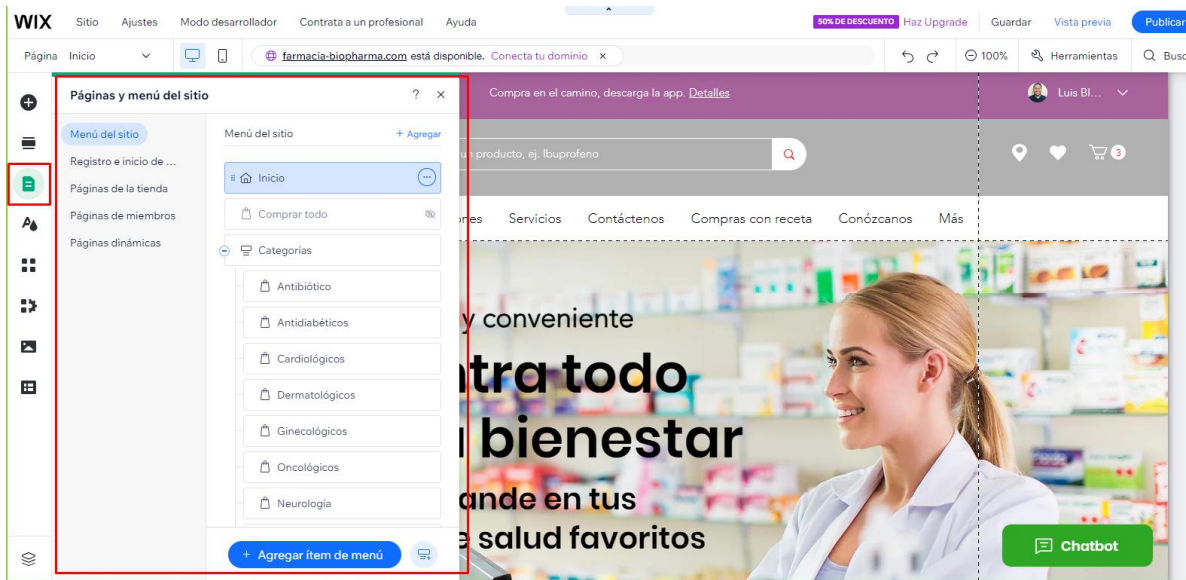 WIX Sitio Ajustes Modo desarrollador Contrata a un profesional Ayuda 50% DE DESCUENTO Haz Upgrade Guardar Vista previa Publicar
Página Inicio farmacia-biopharma.com está disponible. Conecta tu dominio × 100% Herramientas Busc
Páginas y menú del sitio ? ×
Compra en el camino, descarga la app. Detalles
Luis Bl...
Menú del sitio
Registro e inicio de ...
Páginas de la tienda
Páginas de miembros
Páginas dinámicas
Menú del sitio + Agregar
Inicio
Comprar todo
Categorías
Antibiótico
Antidiabéticos
Cardiológicos
Dermatológicos
Ginecológicos
Oncológicos
Neurología
+ Agregar ítem de menú
un producto, ej. Ibuprofeno
3
nes Servicios Contáctenos Compras con receta Conózcanos Más
y conveniente
tra todo
bienestar
ande en tus
salud favoritos
Chatbot